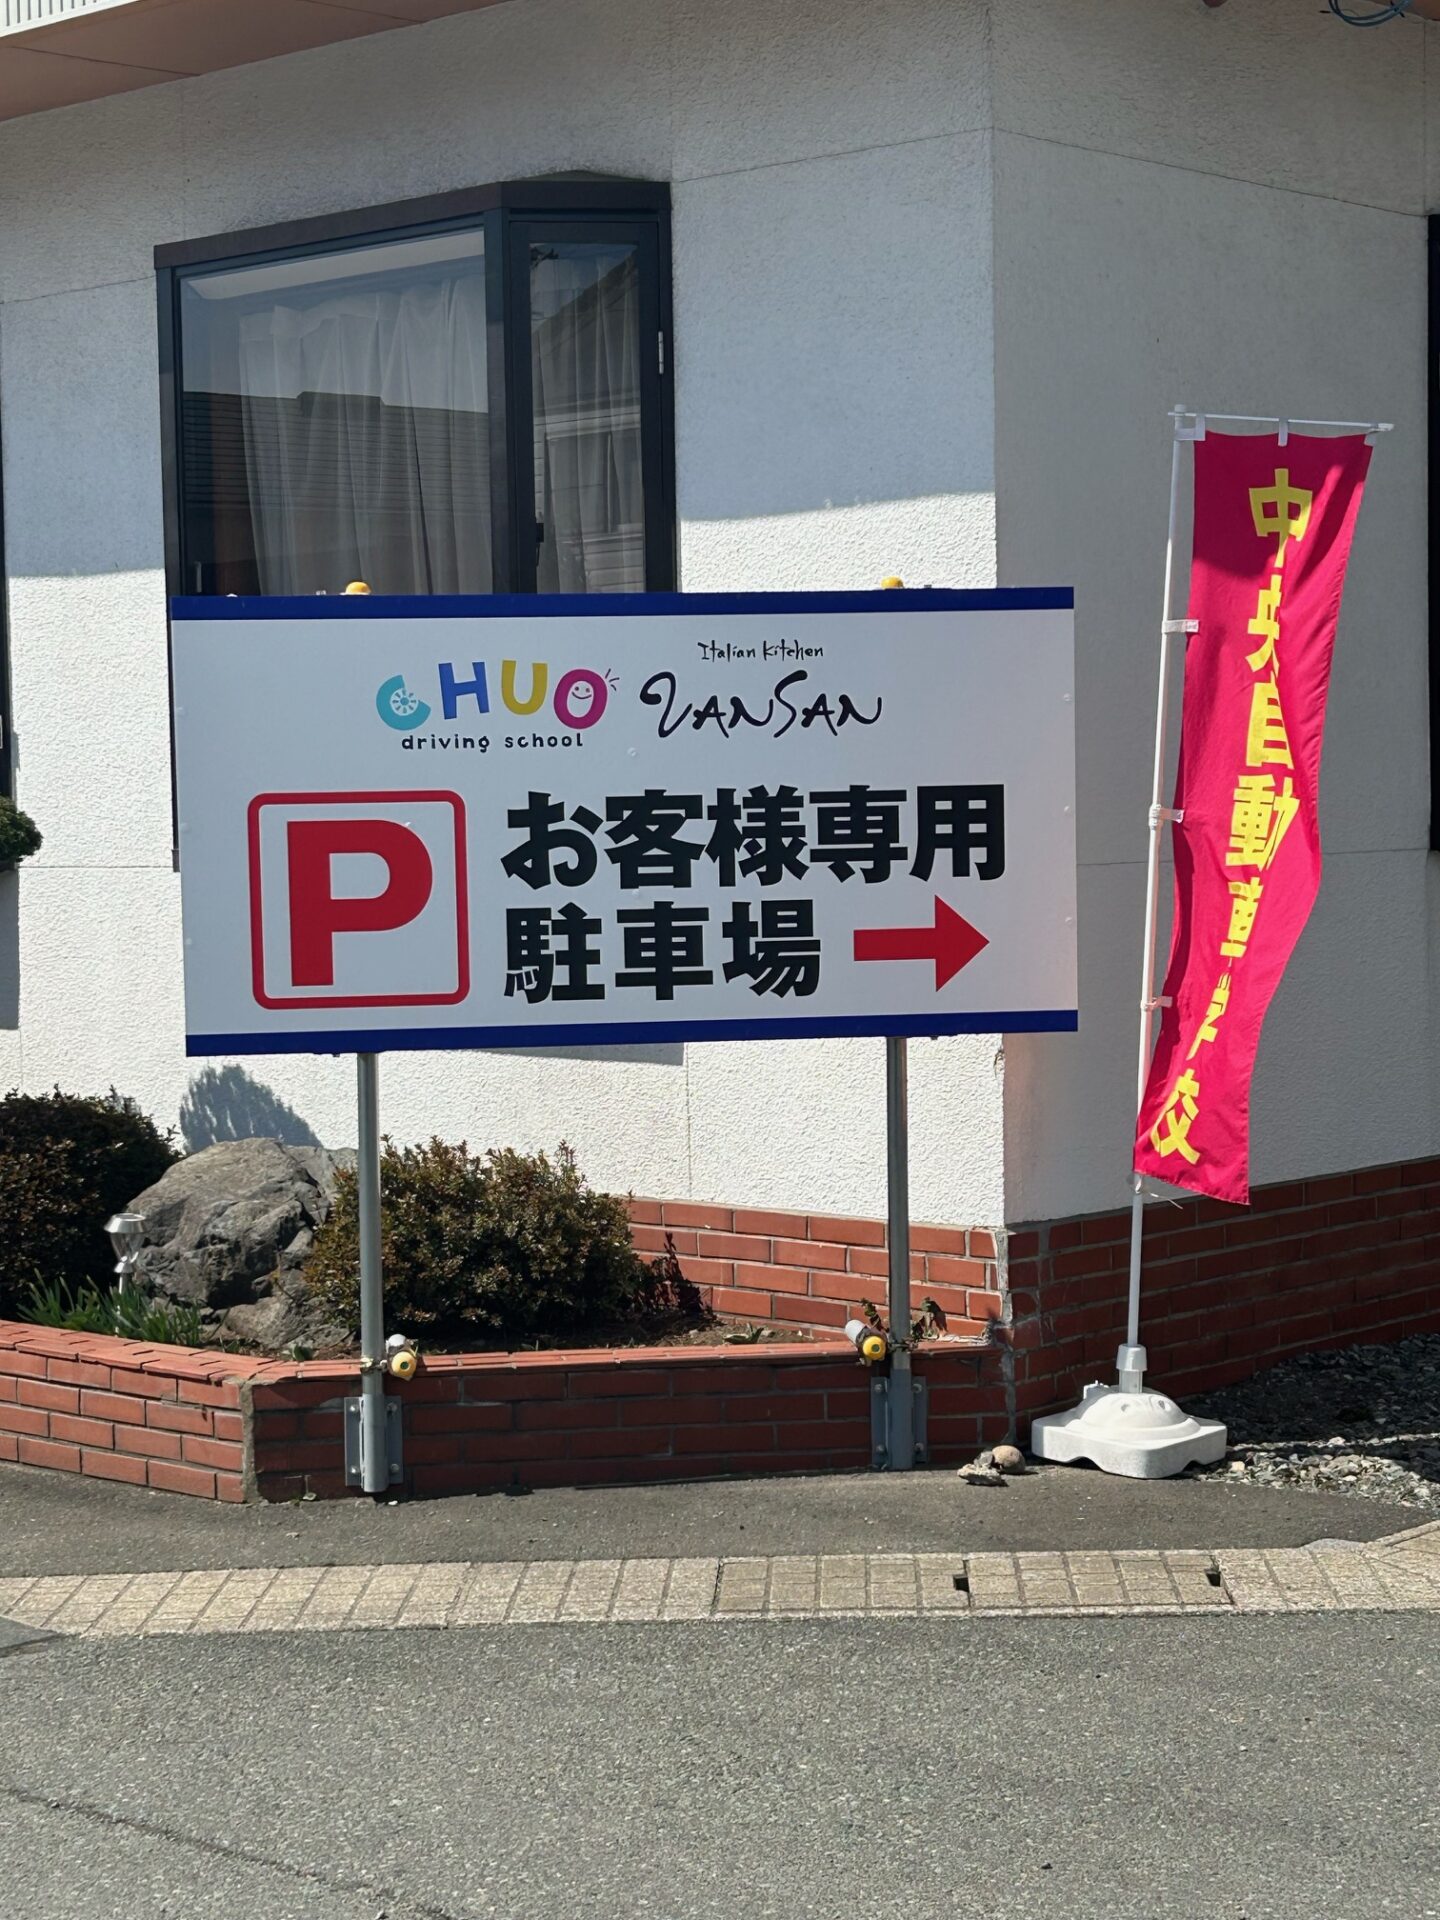 CHUO
driving school
Italian Kitchen
VANSAN
P
お客様専用
駐車場
中央自動車学校